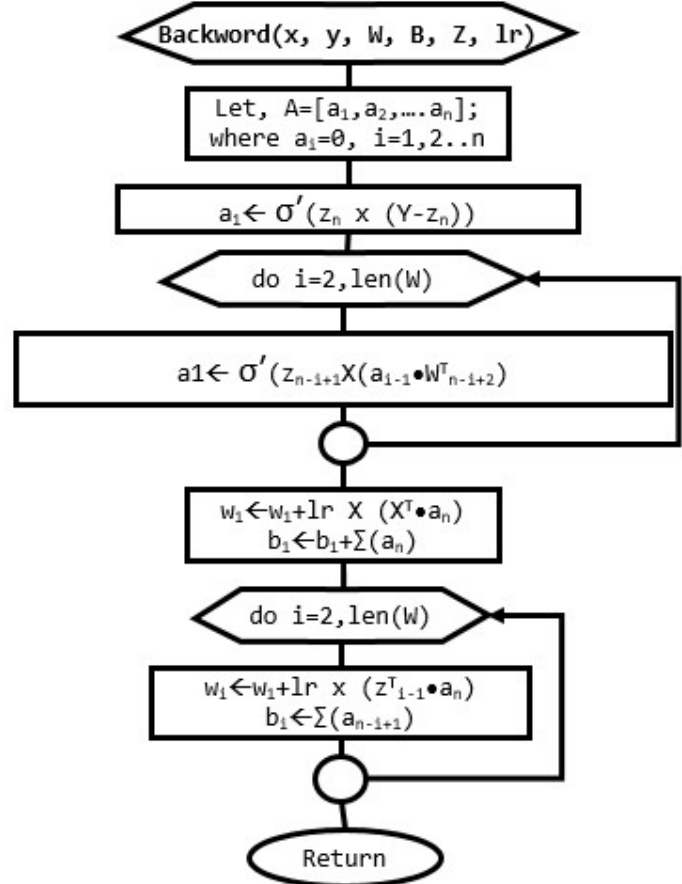 Backword(x, y, W, B, Z, lr)
Let, A=[a₁,a₂,….aₙ];
where aᵢ=0, i=1,2..n
a₁← σ′(zₙ x (Y-zₙ))
do i=2,len(W)
a1← σ′(zₙ₋ᵢ₊₁X(aᵢ₋₁•Wᵀₙ₋ᵢ₊₂)
w₁←w₁+lr X (Xᵀ•aₙ)
b₁←b₁+Σ(aₙ)
do i=2,len(W)
wᵢ←w₁+lr x (zᵀᵢ₋₁•aₙ)
bᵢ←Σ(aₙ₋ᵢ₊₁)
Return